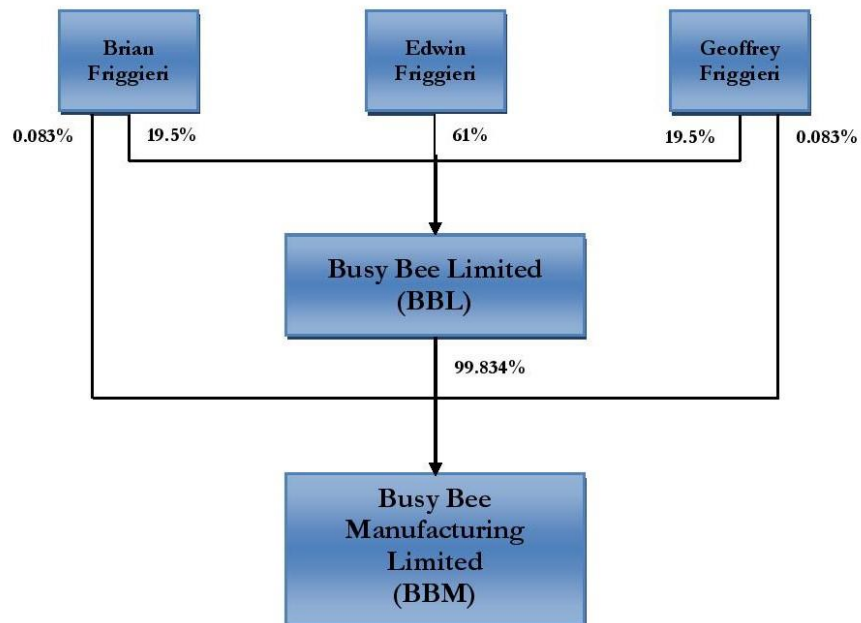 Brian
Friggieri
Edwin
Friggieri
Geoffrey
Friggieri
0.083%
19.5%
61%
19.5%
0.083%
Busy Bee Limited
(BBL)
99.834%
Busy Bee
Manufacturing
Limited
(BBM)